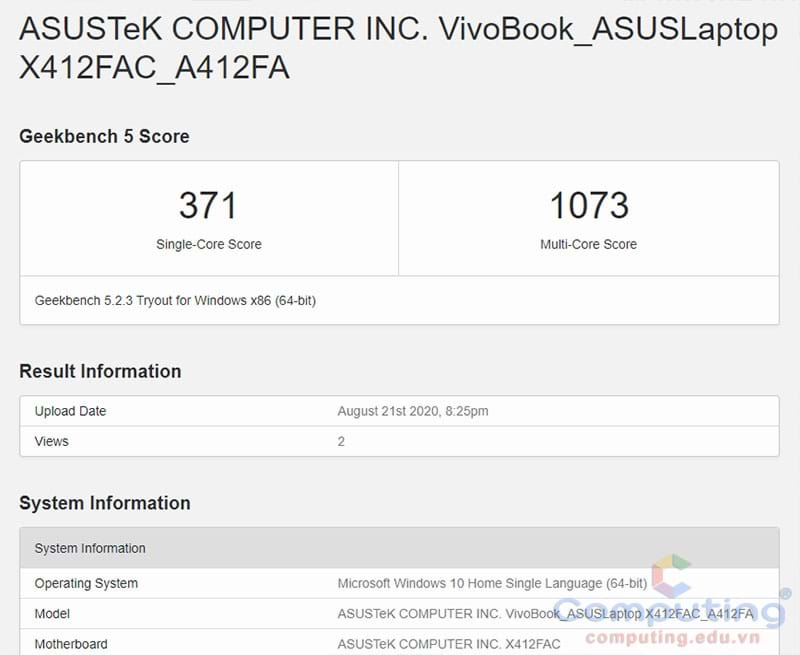 ASUSTeK COMPUTER INC. VivoBook_ASUSLaptop
X412FAC_A412FA
Geekbench 5 Score
371
Single-Core Score
1073
Multi-Core Score
Geekbench 5.2.3 Tryout for Windows x86 (64-bit)
Result Information
Upload Date August 21st 2020, 8:25pm
Views 2
System Information
System Information
Operating System Microsoft Windows 10 Home Single Language (64-bit)
Model ASUSTeK COMPUTER INC. VivoBook_ASUSLaptop X412FAC_A412FA
Computing®
computing.edu.vn
Motherboard ASUSTeK COMPUTER INC. X412FAC